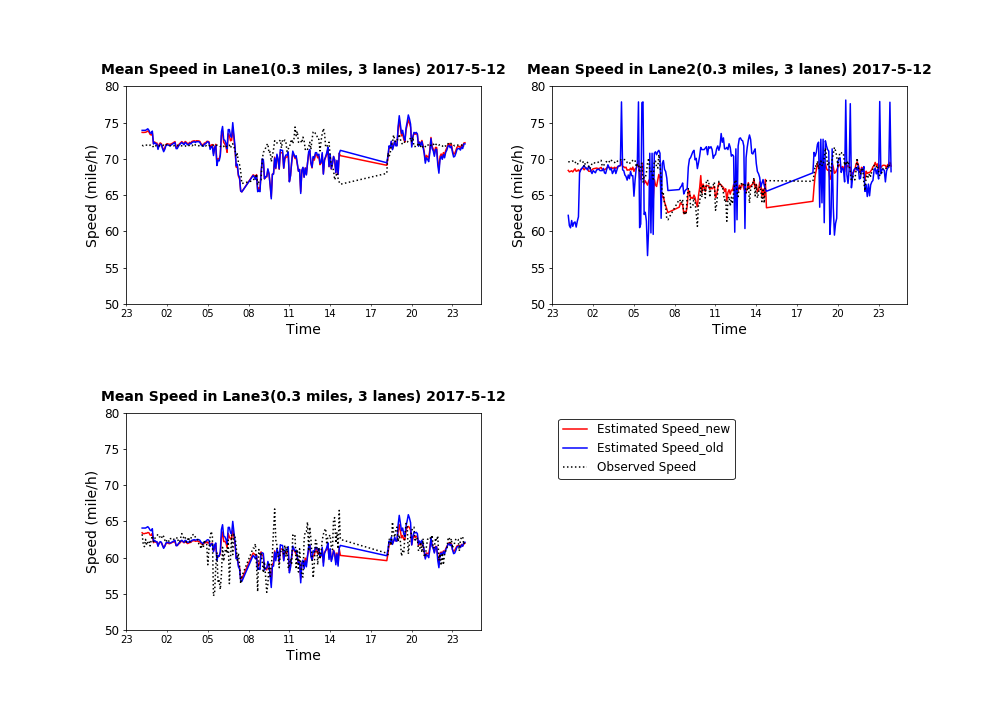 Mean Speed in Lane1(0.3 miles, 3 lanes) 2017-5-12
80
75
70
65
60
55
50
Speed (mile/h)
23 02 05 08 11 14 17 20 23
Time
Mean Speed in Lane2(0.3 miles, 3 lanes) 2017-5-12
80
75
70
65
60
55
50
Speed (mile/h)
23 02 05 08 11 14 17 20 23
Time
Mean Speed in Lane3(0.3 miles, 3 lanes) 2017-5-12
80
75
70
65
60
55
50
Speed (mile/h)
23 02 05 08 11 14 17 20 23
Time
Estimated Speed_new
Estimated Speed_old
Observed Speed